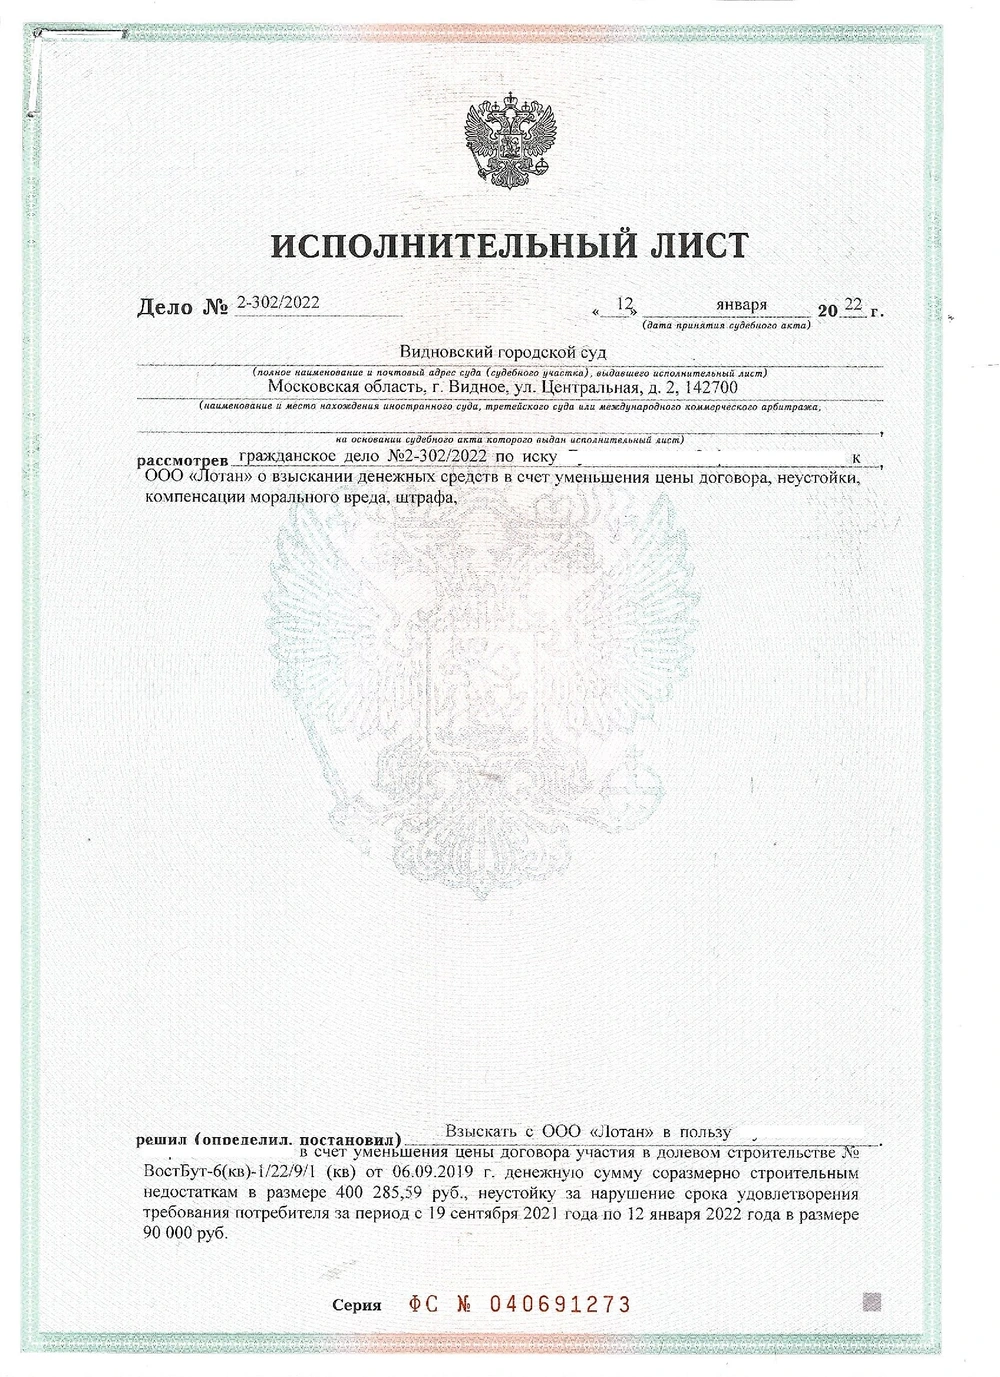 ИСПОЛНИТЕЛЬНЫЙ ЛИСТ
Дело № 2-302/2022 « 12 » января 20 22 г.
(дата принятия судебного акта)
Видновский городской суд
(полное наименование и почтовый адрес суда (судебного участка), выдавшего исполнительный лист)
Московская область, г. Видное, ул. Центральная, д. 2, 142700
(наименование и место нахождения иностранного суда, третейского суда или международного коммерческого арбитража,
,
на основании судебного акта которого выдан исполнительный лист)
рассмотрев гражданское дело №2-302/2022 по иску к ,
ООО «Лотан» о взыскании денежных средств в счет уменьшения цены договора, неустойки,
компенсации морального вреда, штрафа,
решил (определил, постановил) Взыскать с ООО «Лотан» в пользу
в счет уменьшения цены договора участия в долевом строительстве №
ВостБут-6(кв)-1/22/9/1 (кв) от 06.09.2019 г. денежную сумму соразмерно строительным
недостаткам в размере 400 285,59 руб., неустойку за нарушение срока удовлетворения
требования потребителя за период с 19 сентября 2021 года по 12 января 2022 года в размере
90 000 руб.
Серия ФС № 040691273